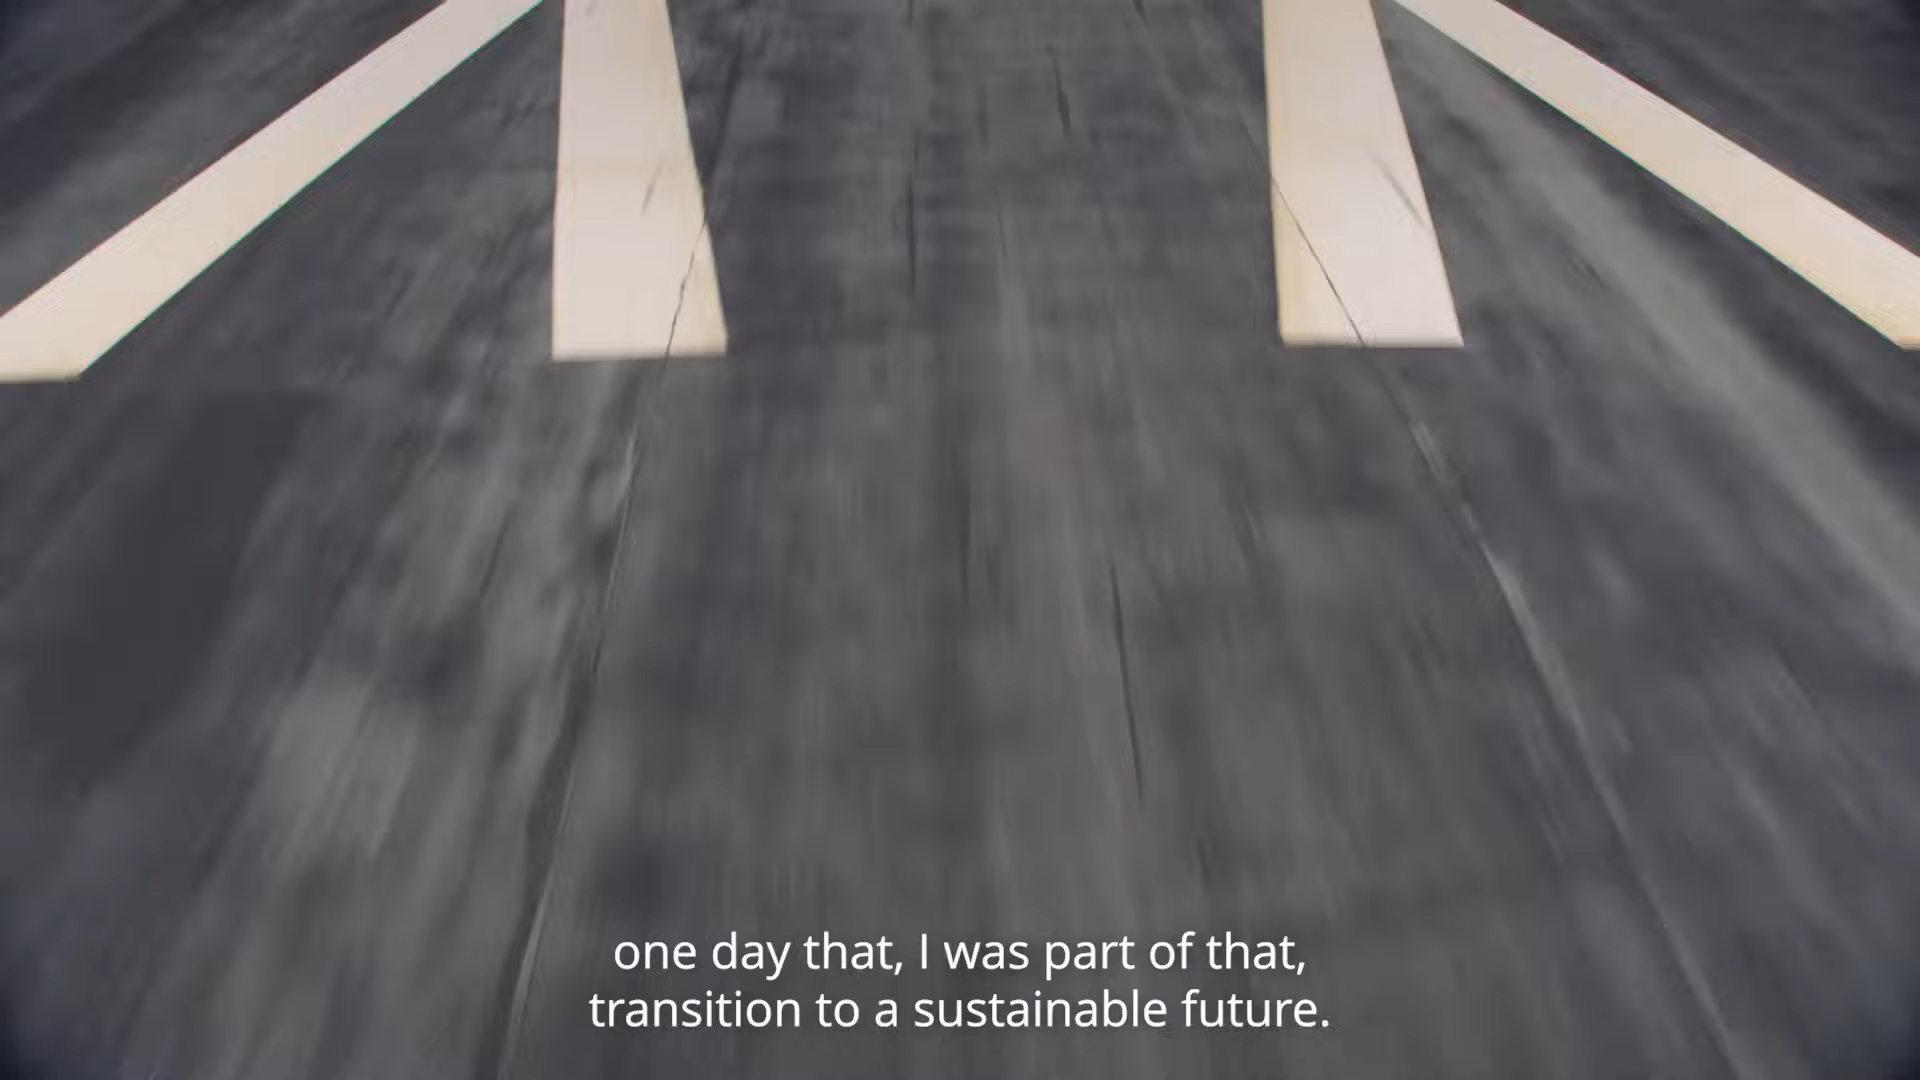 one day that, I was part of that,
transition to a sustainable future.